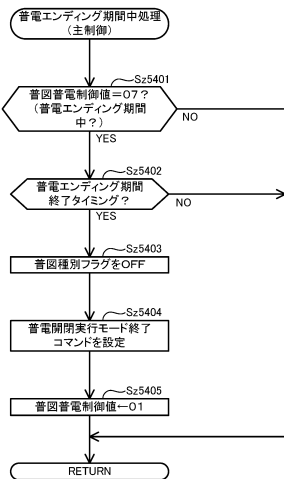 普電エンディング期間中処理
(主制御)
Sz5401
普図普電制御値=07?
(普電エンディング期間
中?)
NO
YES
Sz5402
普電エンディング期間
終了タイミング?
NO
YES
Sz5403
普図種別フラグをOFF
Sz5404
普電開閉実行モード終了
コマンドを設定
Sz5405
普図普電制御値←01
RETURN